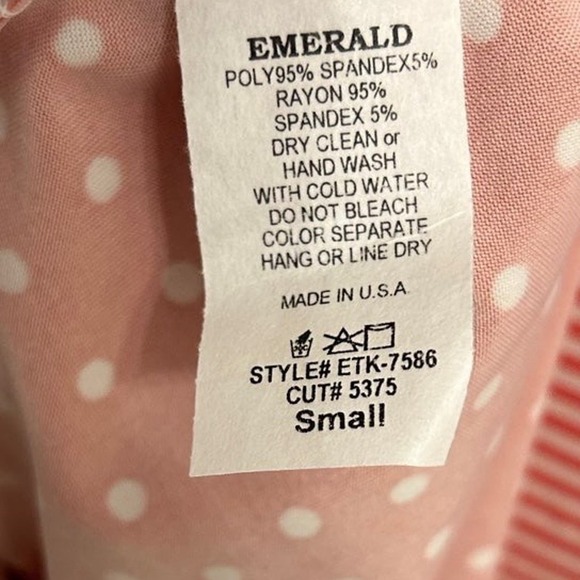 EMERALD
POLY95% SPANDEX5%
RAYON 95%
SPANDEX 5%
DRY CLEAN or
HAND WASH
WITH COLD WATER
DO NOT BLEACH
COLOR SEPARATE
HANG OR LINE DRY
MADE IN U.S.A
STYLE# ETK-7586
CUT# 5375
Small